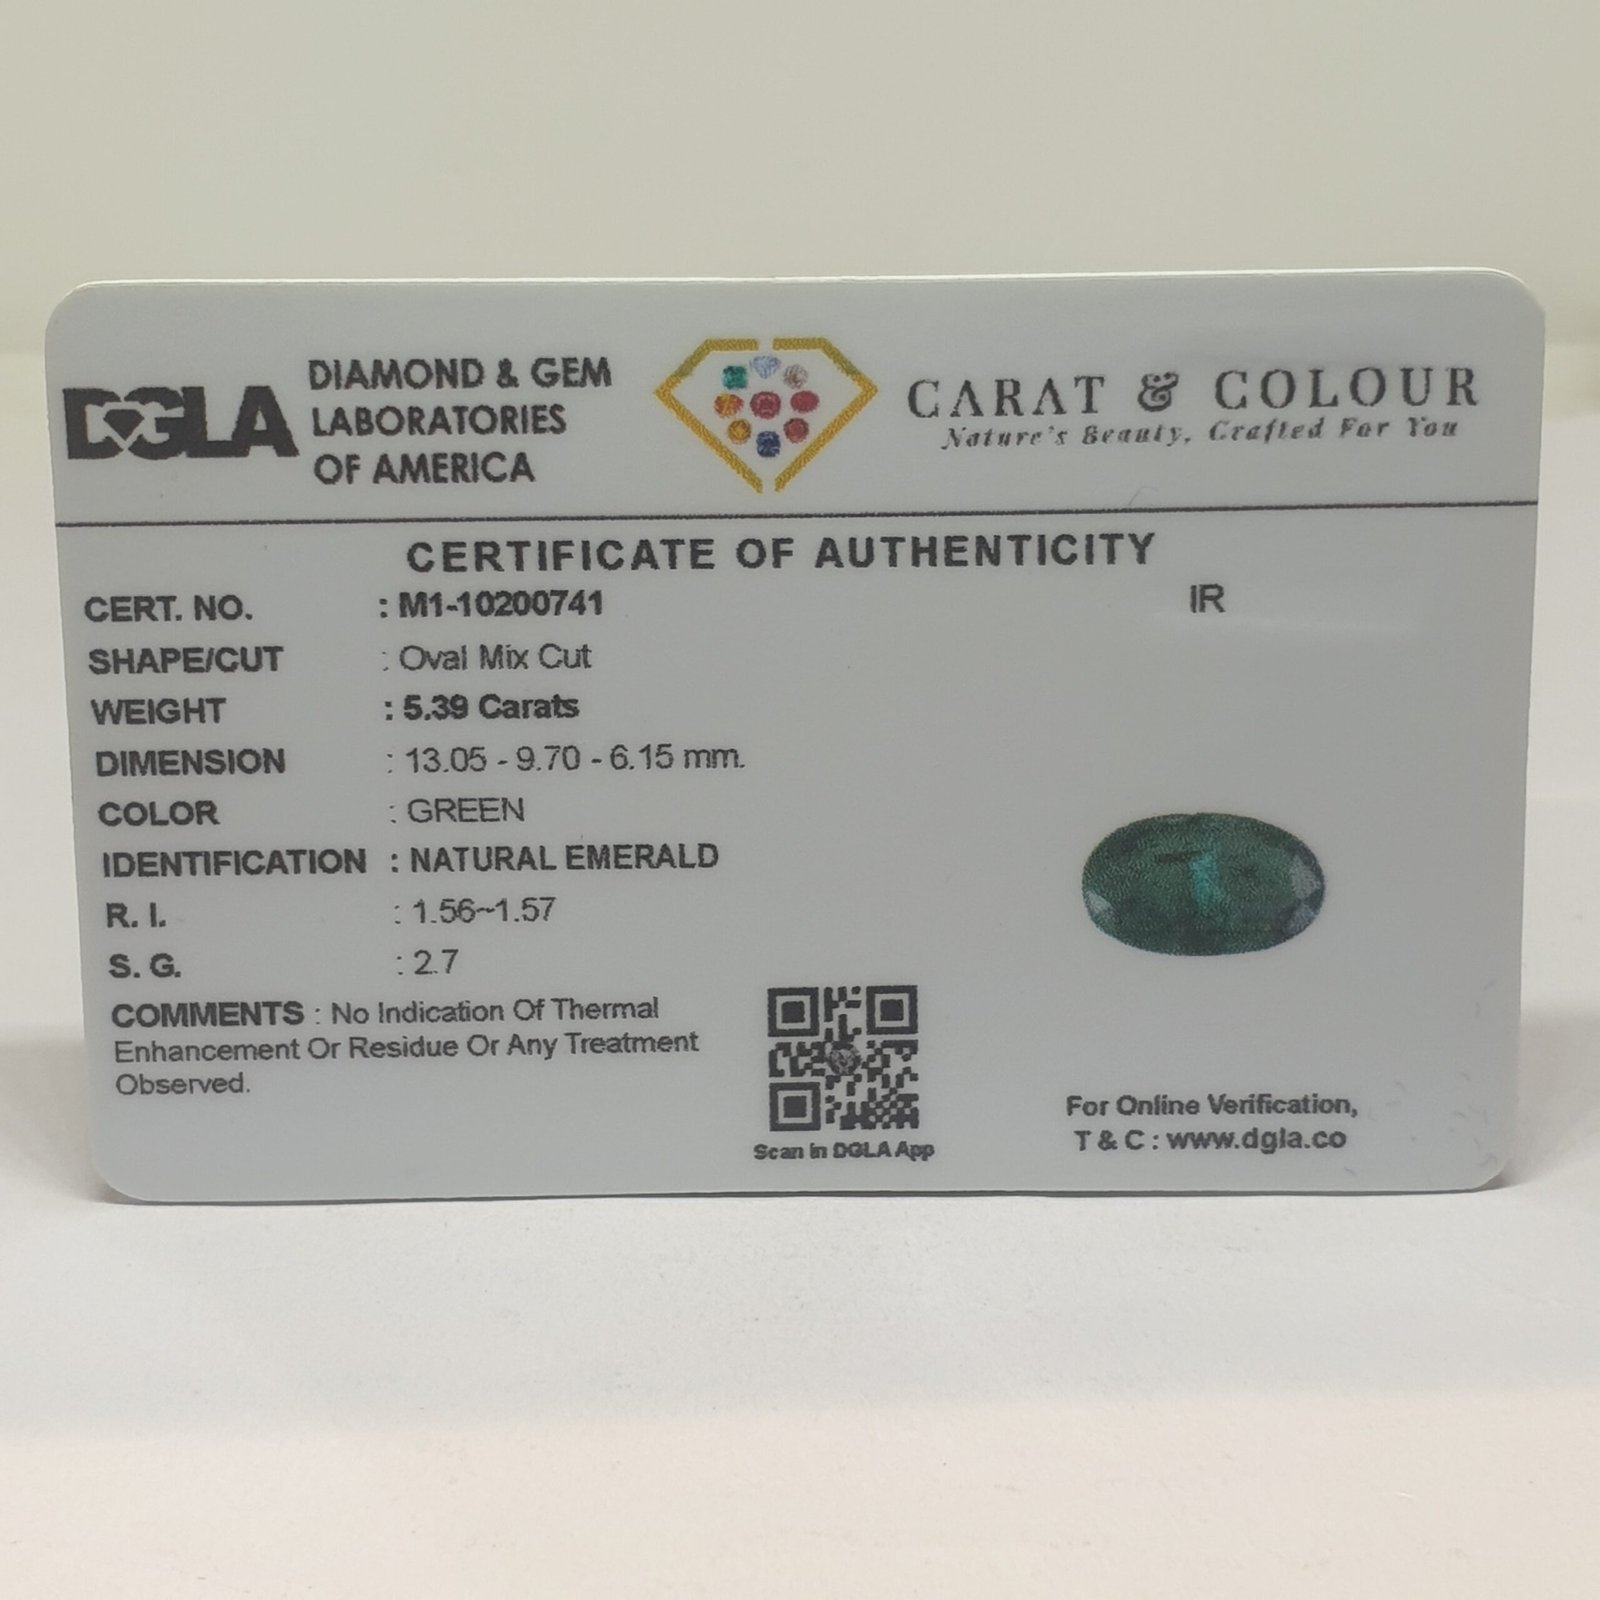 DGLA
DIAMOND & GEM
LABORATORIES
OF AMERICA
CARAT & COLOUR
Nature's Beauty, Crafted For You
CERTIFICATE OF AUTHENTICITY
IR
CERT. NO. : M1-10200741
SHAPE/CUT : Oval Mix Cut
WEIGHT : 5.39 Carats
DIMENSION : 13.05 - 9.70 - 6.15 mm.
COLOR : GREEN
IDENTIFICATION : NATURAL EMERALD
R. I. : 1.56~1.57
S. G. : 2.7
COMMENTS : No Indication Of Thermal
Enhancement Or Residue Or Any Treatment
Observed.
Scan in DGLA App
For Online Verification,
T & C : www.dgla.co